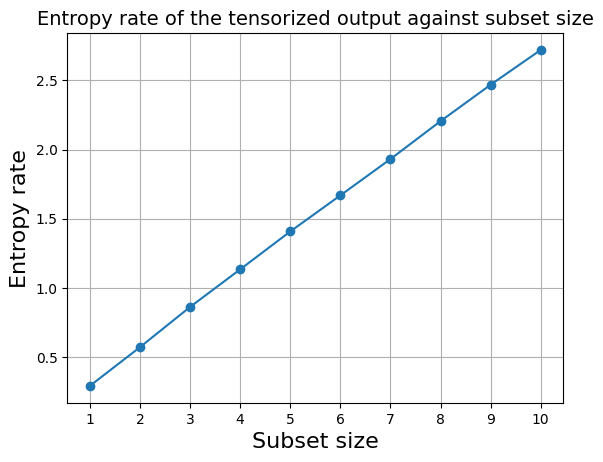 Entropy rate of the tensorized output against subset size
Entropy rate
2.5
2.0
1.5
1.0
0.5
1 2 3 4 5 6 7 8 9 10
Subset size